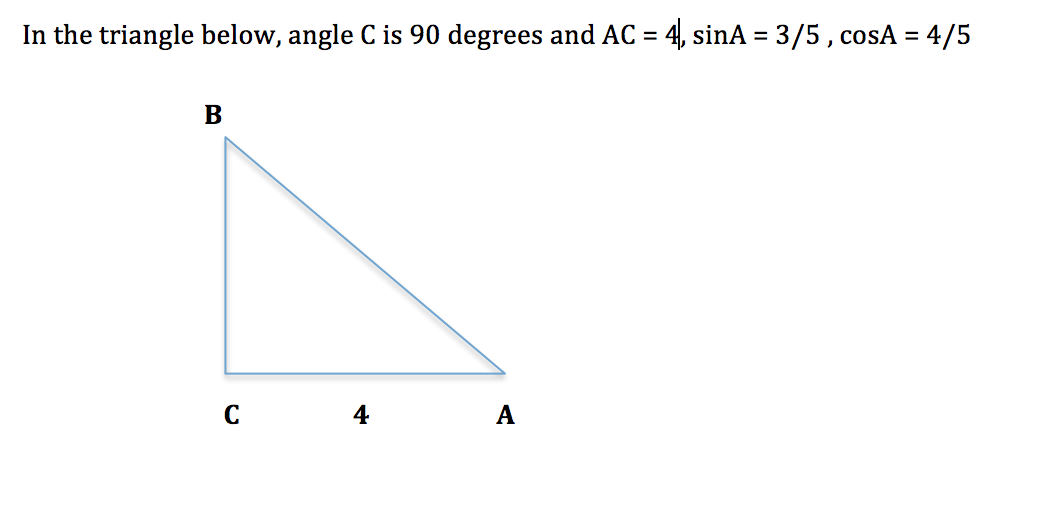 In the triangle below, angle C is 90 degrees and AC = 4, sinA = 3/5 , cosA = 4/5
B
C 4 A